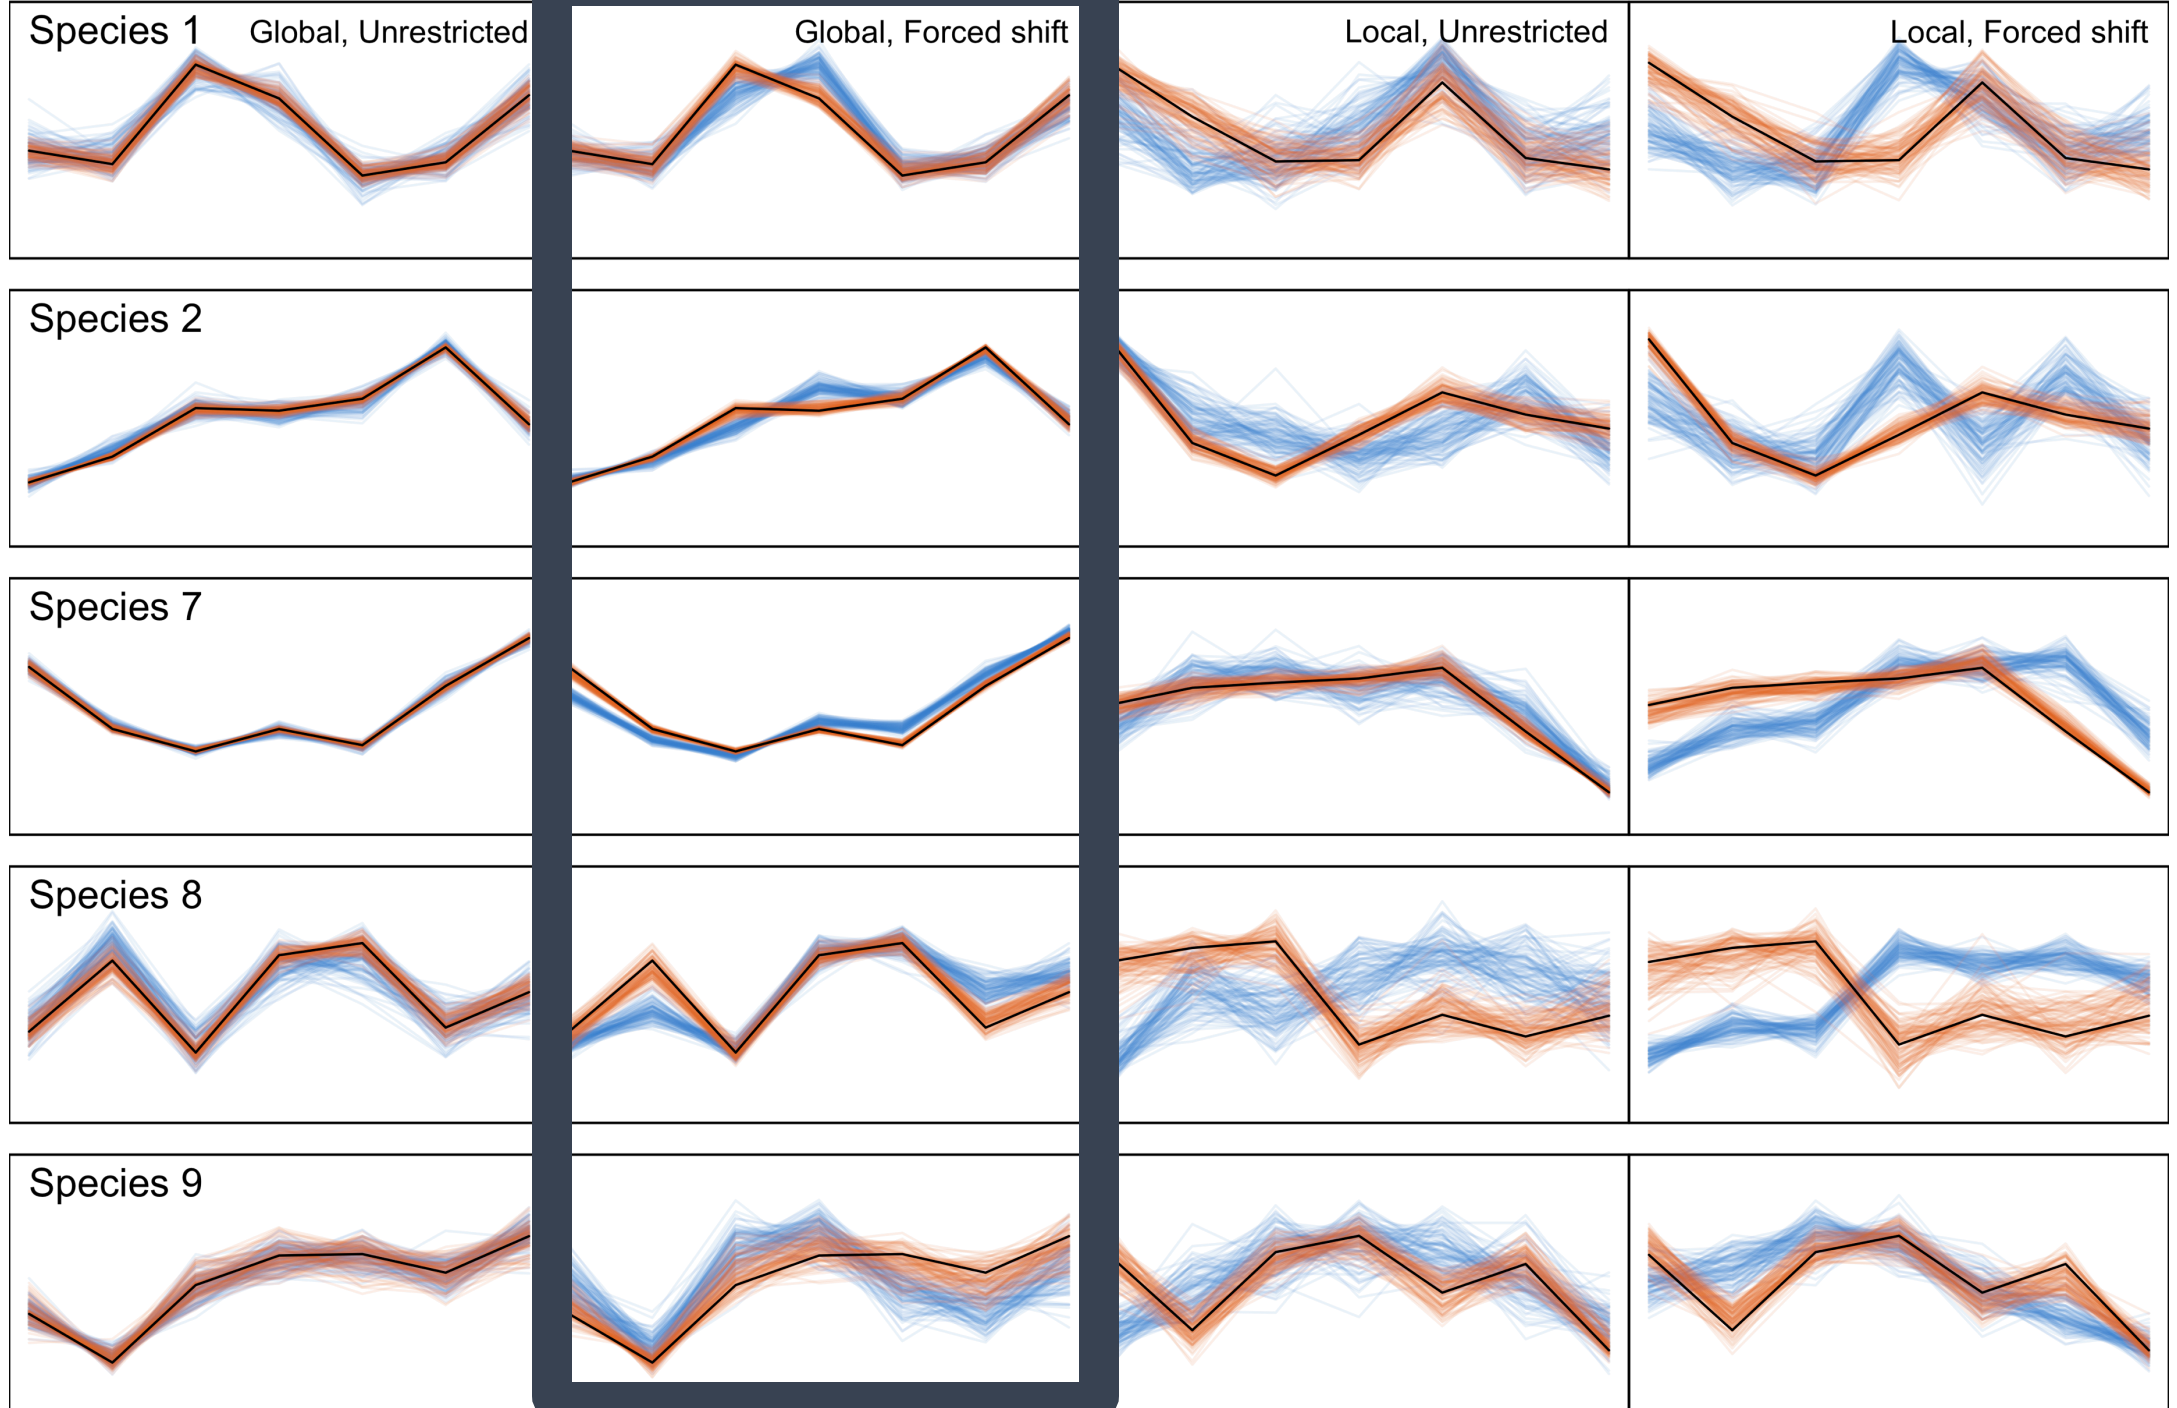 Species 1
Global, Unrestricted
Global, Forced shift
Local, Unrestricted
Local, Forced shift
Species 2
Species 7
Species 8
Species 9